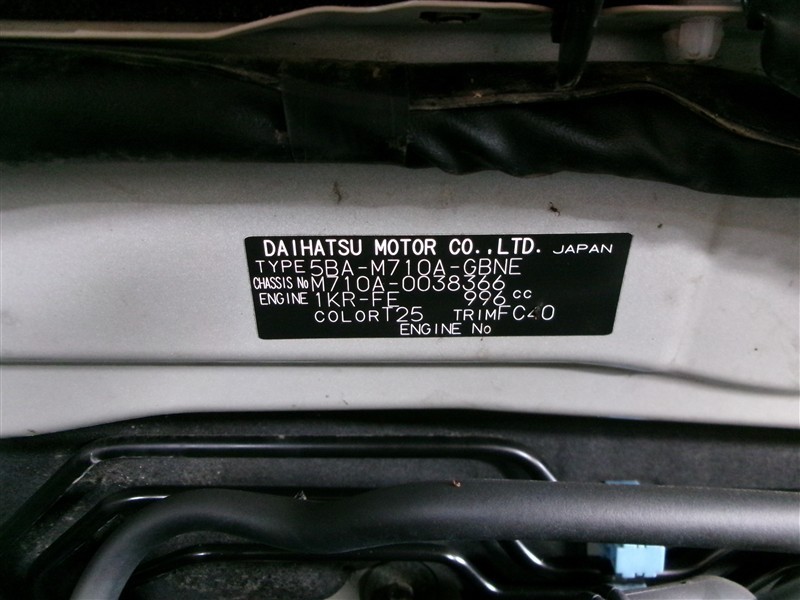 DAIHATSU MOTOR CO.,LTD. JAPAN
TYPE 5BA-M710A-GBNE
CHASSIS No M710A-0038366
ENGINE 1KR-FE 996 cc
COLOR T25 TRIM FC40
ENGINE No